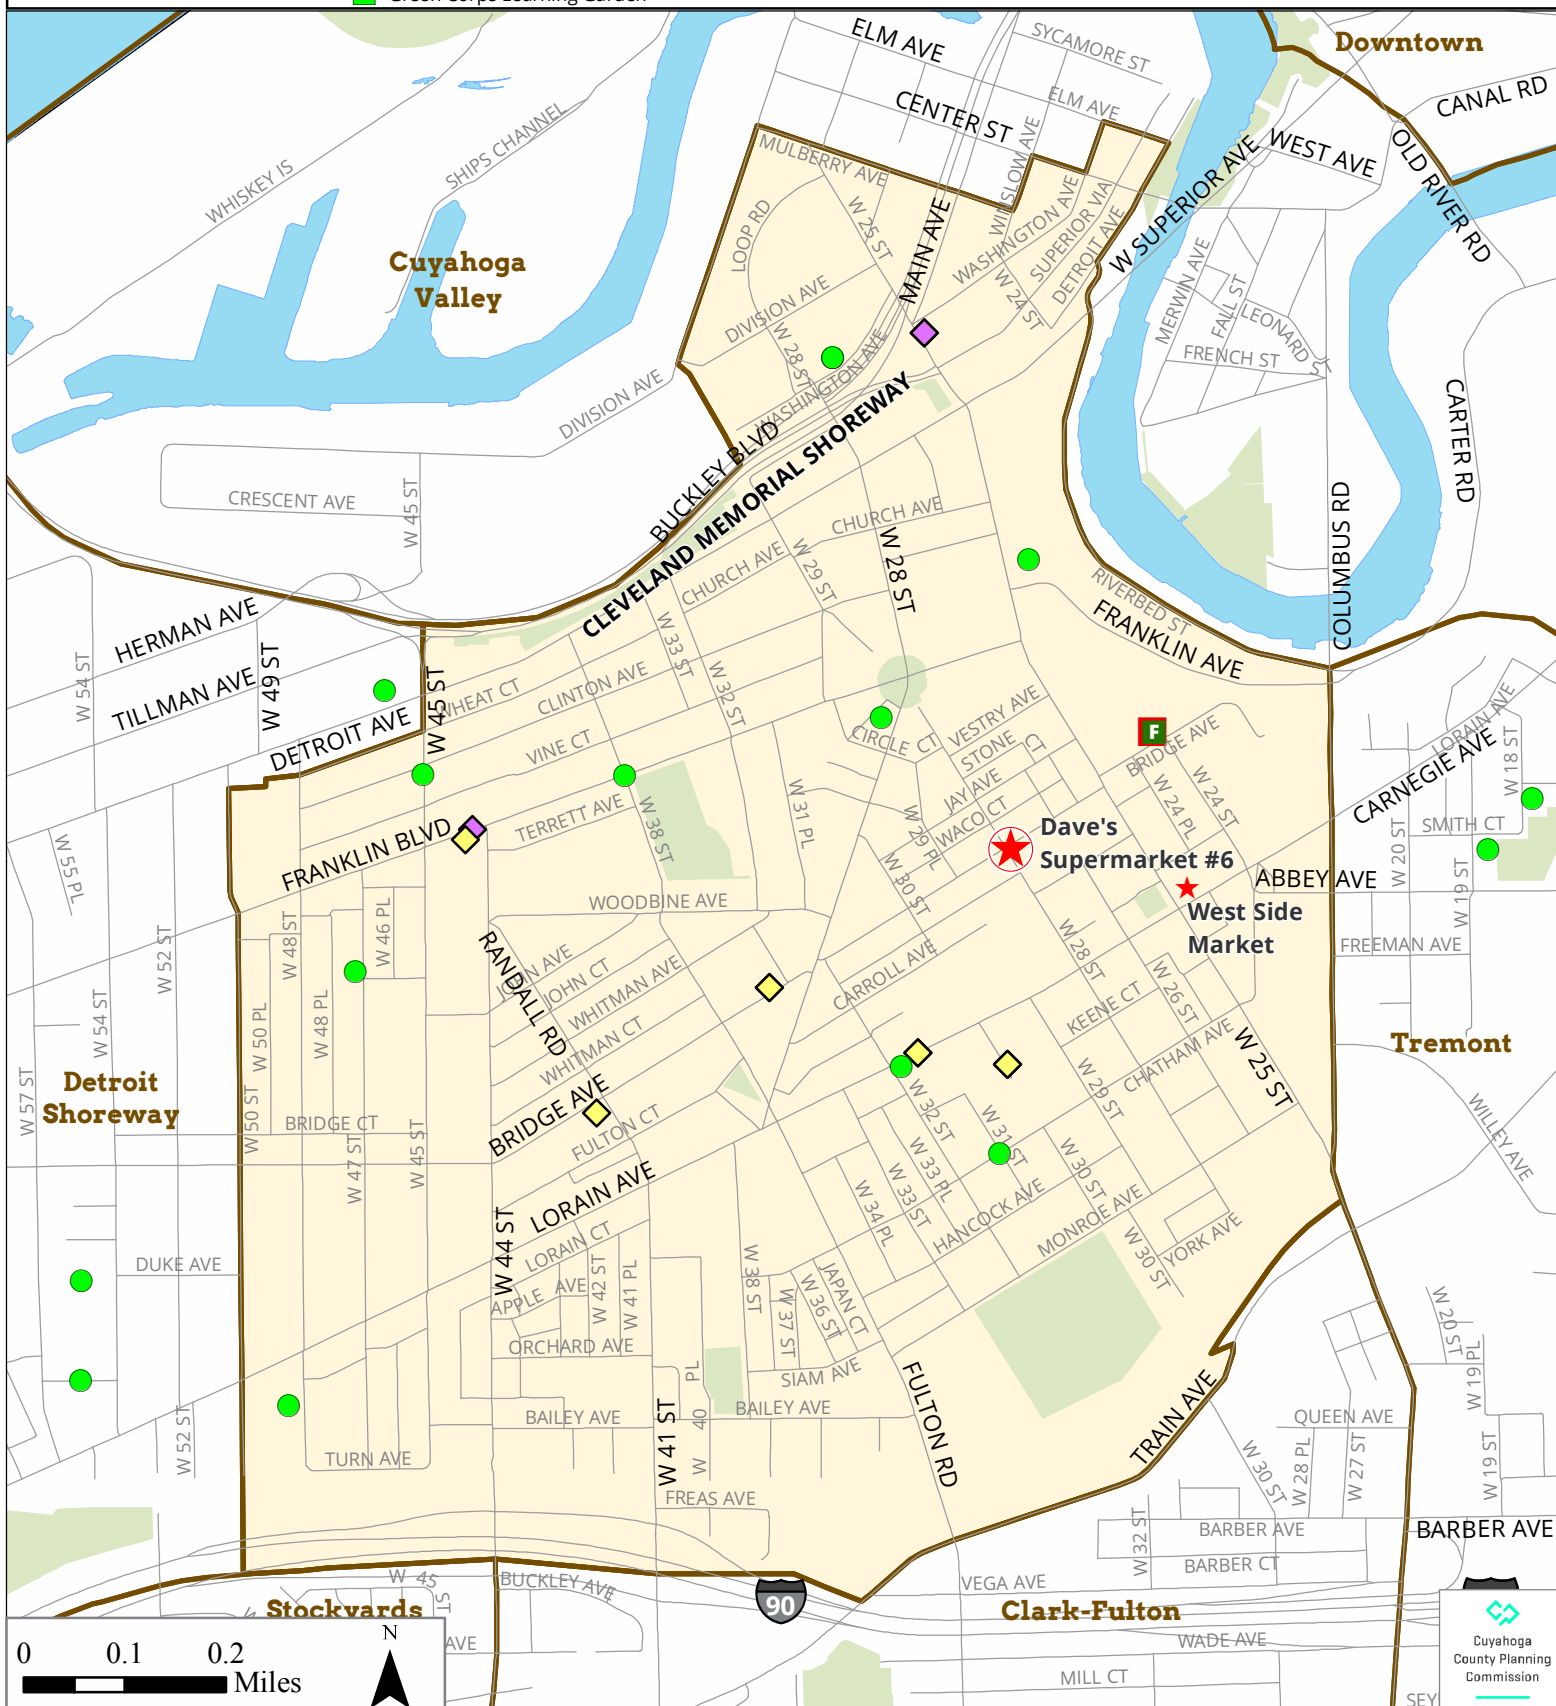 ELM AVE
SYCAMORE ST
Downtown
CENTER ST
ELM AVE
CANAL RD
SHIPS CHANNEL
WHISKEY IS
MULBERRY AVE
WINSLOW AVE
WEST AVE
OLD RIVER RD
W SUPERIOR AVE
LOOP RD
W 25 ST
MAIN AVE
WASHINGTON AVE
SUPERIOR VIA
DETROIT AVE
W 24 ST
Cuyahoga
Valley
DIVISION AVE
W 28 ST
WASHINGTON AVE
MERWIN AVE
FALL ST
LEONARD ST
FRENCH ST
DIVISION AVE
CARTER RD
BUCKLEY BLVD
CLEVELAND MEMORIAL SHOREWAY
CRESCENT AVE
W 45 ST
CHURCH AVE
CHURCH AVE
W 29 ST
W 28 ST
COLUMBUS RD
RIVERBED ST
FRANKLIN AVE
HERMAN AVE
TILLMAN AVE
W 54 ST
W 49 ST
DETROIT AVE
W 45 ST
WHEAT CT
CLINTON AVE
VINE CT
W 33 ST
W 32 ST
CIRCLE CT
VESTRY AVE
STONE CT
JAY AVE
WACO CT
F
BRIDGE AVE
W 24 PL
W 24 ST
LORAIN AVE
CARNEGIE AVE
W 18 ST
SMITH CT
W 20 ST
W 19 ST
ABBEY AVE
FREEMAN AVE
FRANKLIN BLVD
TERRETT AVE
W 38 ST
W 31 PL
W 29 PL
W 30 ST
Dave's
Supermarket #6
West Side
Market
W 55 PL
W 52 ST
W 48 ST
W 46 PL
WOODBINE AVE
RANDALL RD
JOHN AVE
JOHN CT
WHITMAN AVE
WHITMAN CT
CARROLL AVE
W 28 ST
W 26 ST
KEENE CT
CHATHAM AVE
W 25 ST
Tremont
W 54 ST
W 50 PL
W 48 PL
W 57 ST
Detroit
Shoreway
W 50 ST
BRIDGE CT
W 47 ST
W 45 ST
BRIDGE AVE
FULTON CT
W 32 ST
W 31 ST
W 29 ST
W 30 ST
W 33 PL
W 33 ST
W 34 PL
HANCOCK AVE
MONROE AVE
W 30 ST
YORK AVE
WILLEY AVE
LORAIN AVE
LORAIN CT
W 44 ST
DUKE AVE
APPLE AVE
W 42 ST
W 41 PL
W 38 ST
W 37 ST
W 36 ST
JAPAN CT
ORCHARD AVE
SIAM AVE
W 20 ST
W 19 PL
FULTON RD
TRAIN AVE
W 52 ST
TURN AVE
BAILEY AVE
W 41 ST
W 40 PL
BAILEY AVE
FREAS AVE
QUEEN AVE
W 30 ST
W 28 PL
W 27 ST
W 19 ST
W 32 ST
BARBER AVE
BARBER CT
BARBER AVE
W 45 ST
BUCKLEY AVE
90
VEGA AVE
Stockyards
Clark-Fulton
WADE AVE
MILL CT
AVE
N
0 0.1 0.2
Miles
Cuyahoga
County Planning
Commission
SEY